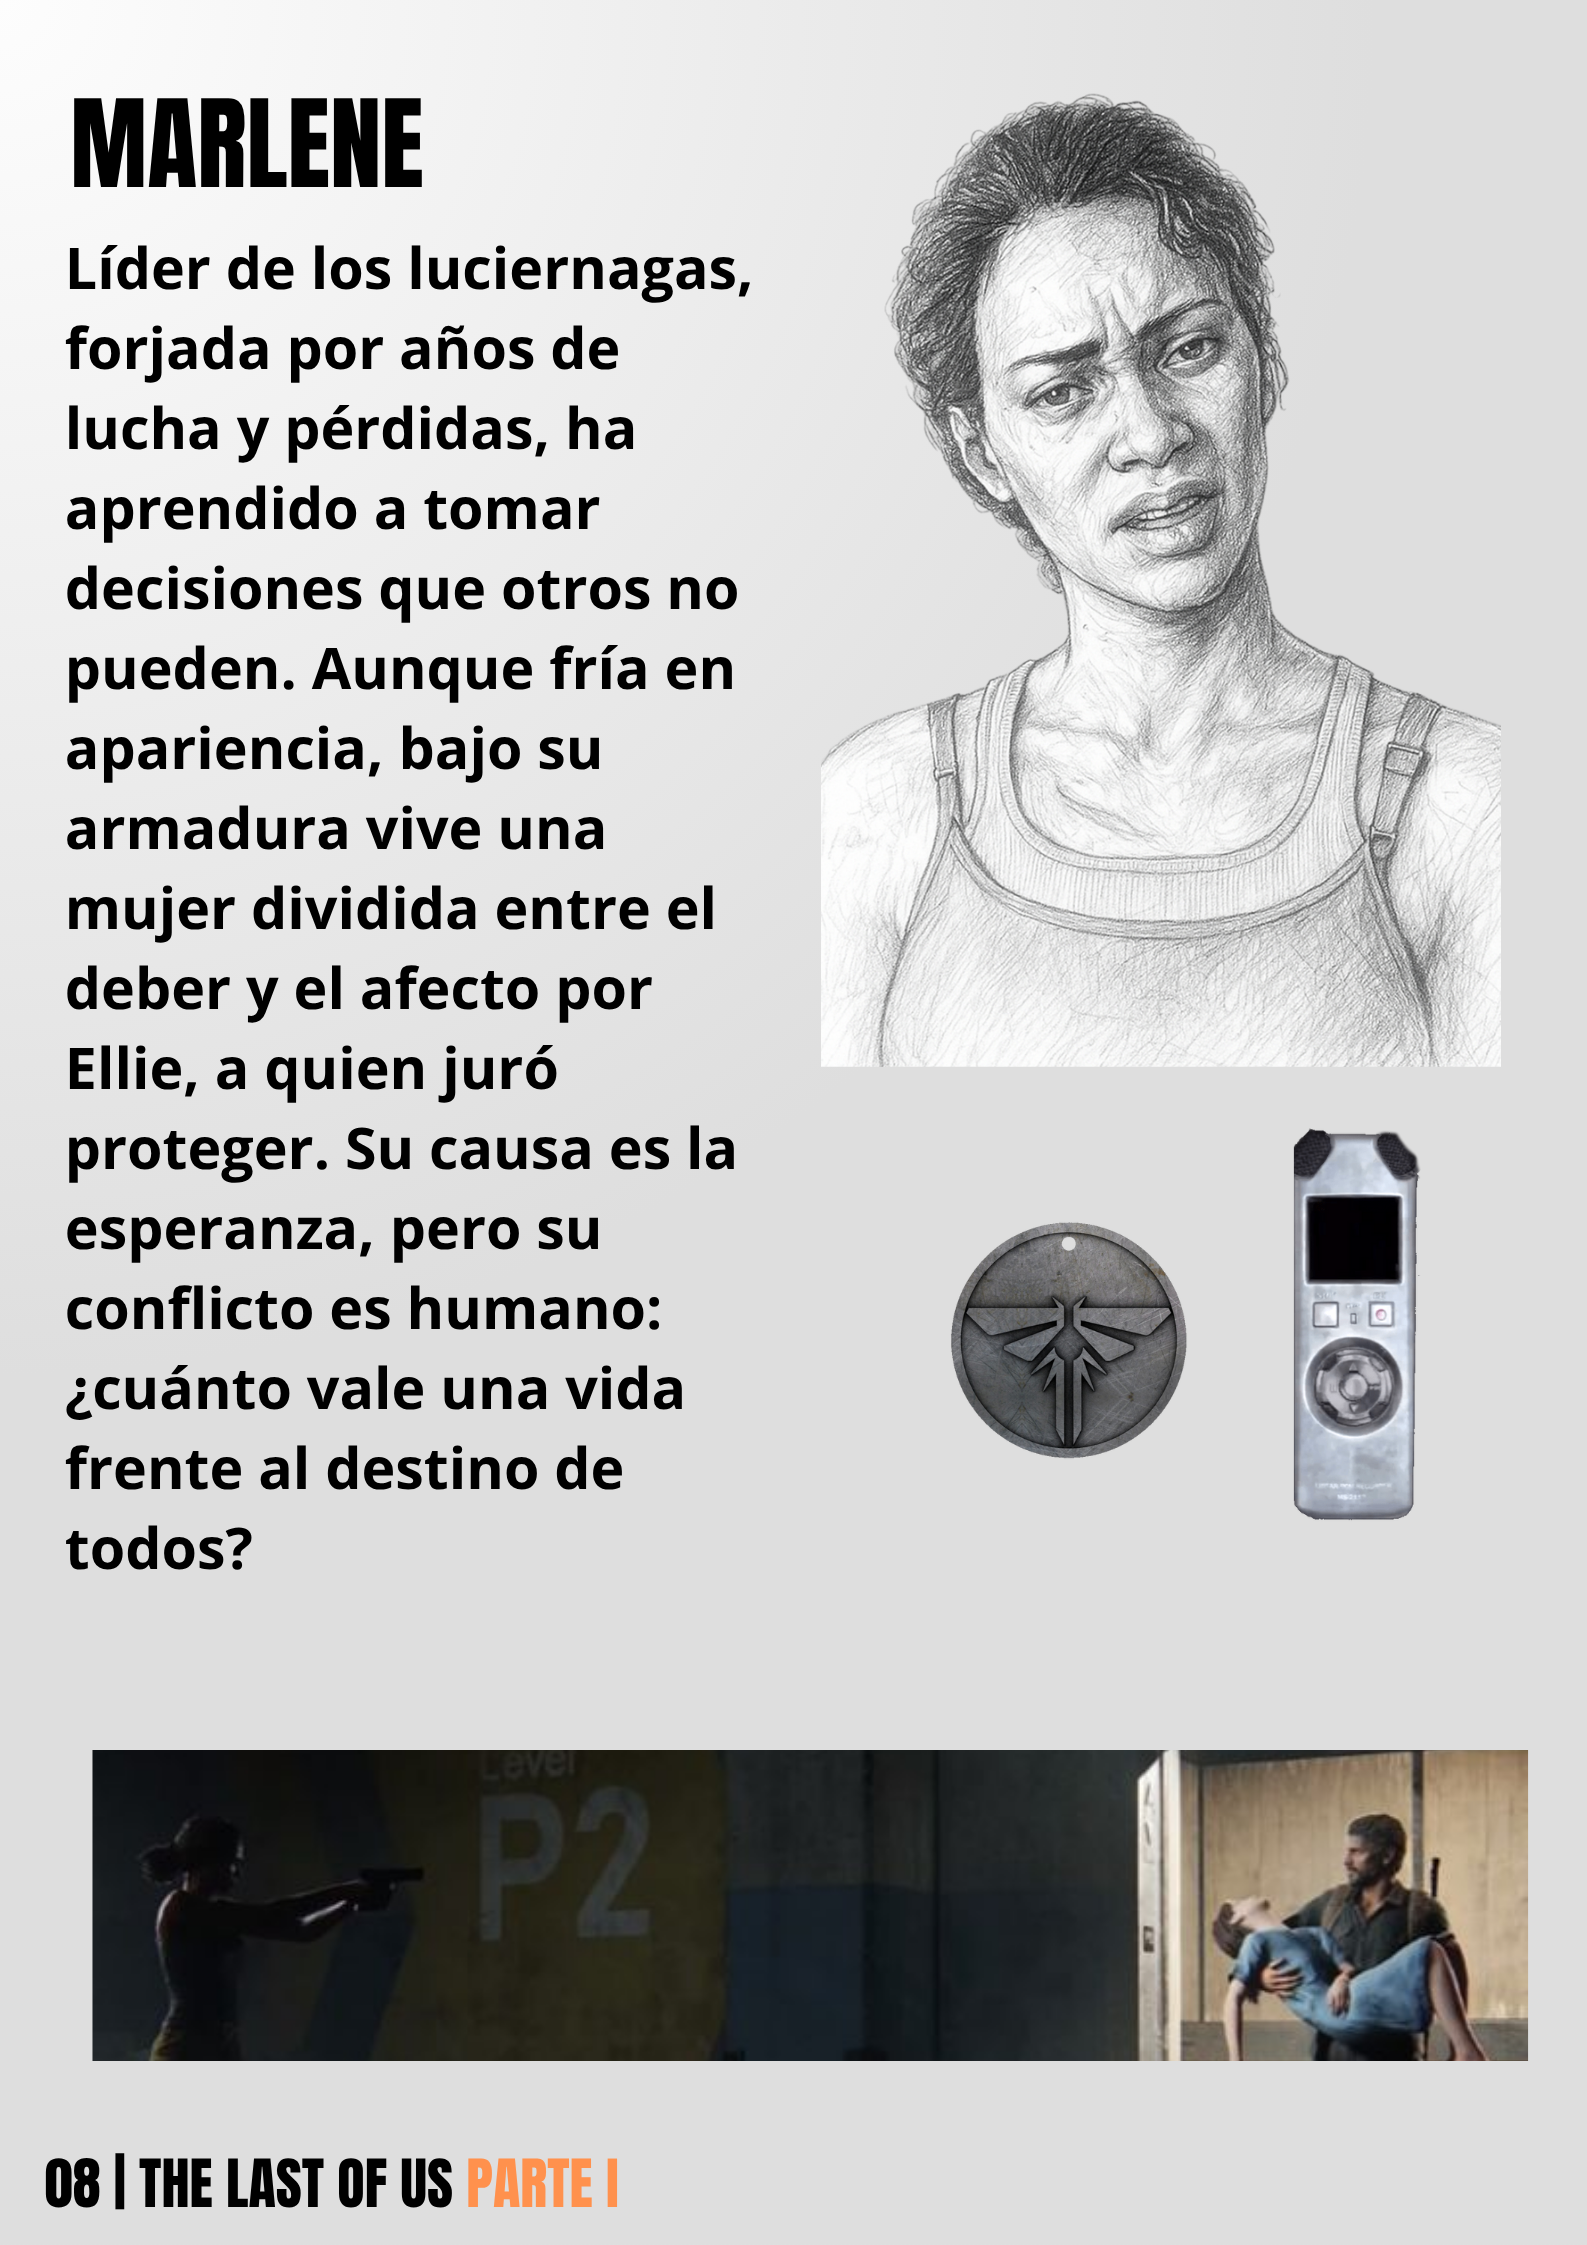 MARLENE
Líder de los luciernagas,
forjada por años de
lucha y pérdidas, ha
aprendido a tomar
decisiones que otros no
pueden. Aunque fría en
apariencia, bajo su
armadura vive una
mujer dividida entre el
deber y el afecto por
Ellie, a quien juró
proteger. Su causa es la
esperanza, pero su
conflicto es humano:
¿cuánto vale una vida
frente al destino de
todos?
Level
P2
08 | THE LAST OF US PARTE I